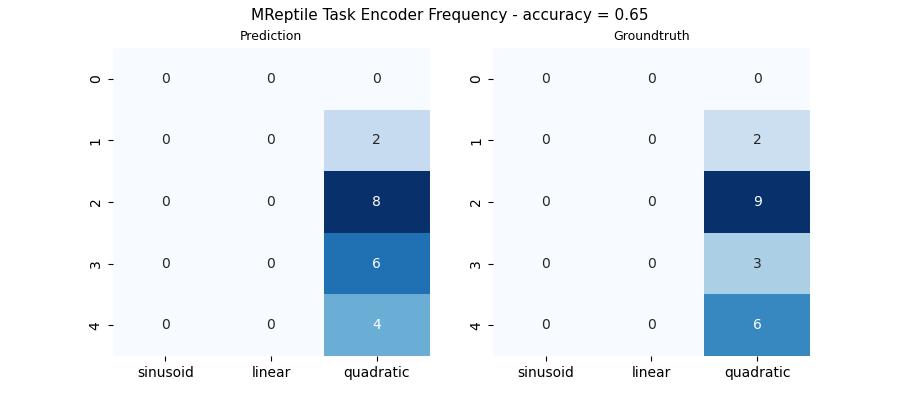 MReptile Task Encoder Frequency - accuracy = 0.65
Prediction
0 0 0 0
1 0 0 2
2 0 0 8
3 0 0 6
4 0 0 4
sinusoid linear quadratic
Groundtruth
0 0 0 0
1 0 0 2
2 0 0 9
3 0 0 3
4 0 0 6
sinusoid linear quadratic